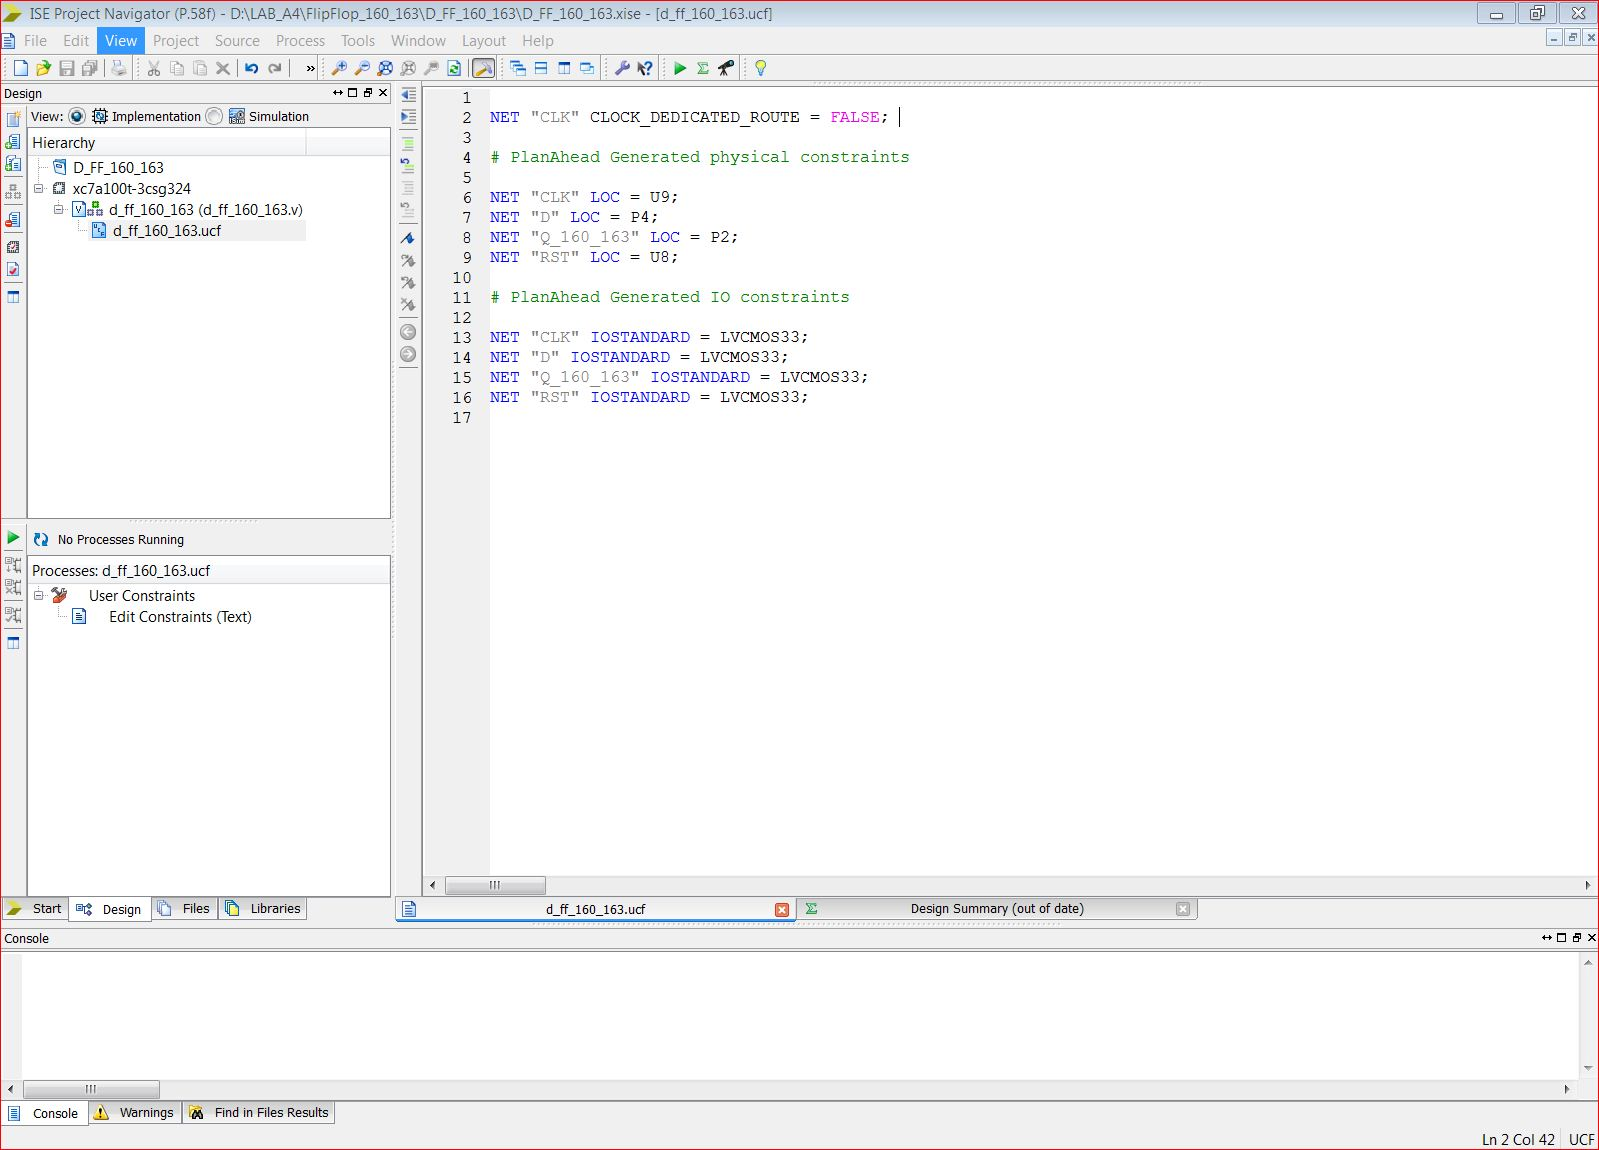 ISE Project Navigator (P.58f) - D:\LAB_A4\FlipFlop_160_163\D_FF_160_163\D_FF_160_163.xise - [d_ff_160_163.ucf]
File Edit View Project Source Process Tools Window Layout Help
Design
View: Implementation Simulation
Hierarchy
D_FF_160_163
xc7a100t-3csg324
d_ff_160_163 (d_ff_160_163.v)
d_ff_160_163.ucf
No Processes Running
Processes: d_ff_160_163.ucf
User Constraints
Edit Constraints (Text)
Start Design Files Libraries
1
2 NET "CLK" CLOCK_DEDICATED_ROUTE = FALSE;
3
4 # PlanAhead Generated physical constraints
5
6 NET "CLK" LOC = U9;
7 NET "D" LOC = P4;
8 NET "Q_160_163" LOC = P2;
9 NET "RST" LOC = U8;
10
11 # PlanAhead Generated IO constraints
12
13 NET "CLK" IOSTANDARD = LVCMOS33;
14 NET "D" IOSTANDARD = LVCMOS33;
15 NET "Q_160_163" IOSTANDARD = LVCMOS33;
16 NET "RST" IOSTANDARD = LVCMOS33;
17
d_ff_160_163.ucf Design Summary (out of date)
Console
Console Warnings Find in Files Results
Ln 2 Col 42 UCF